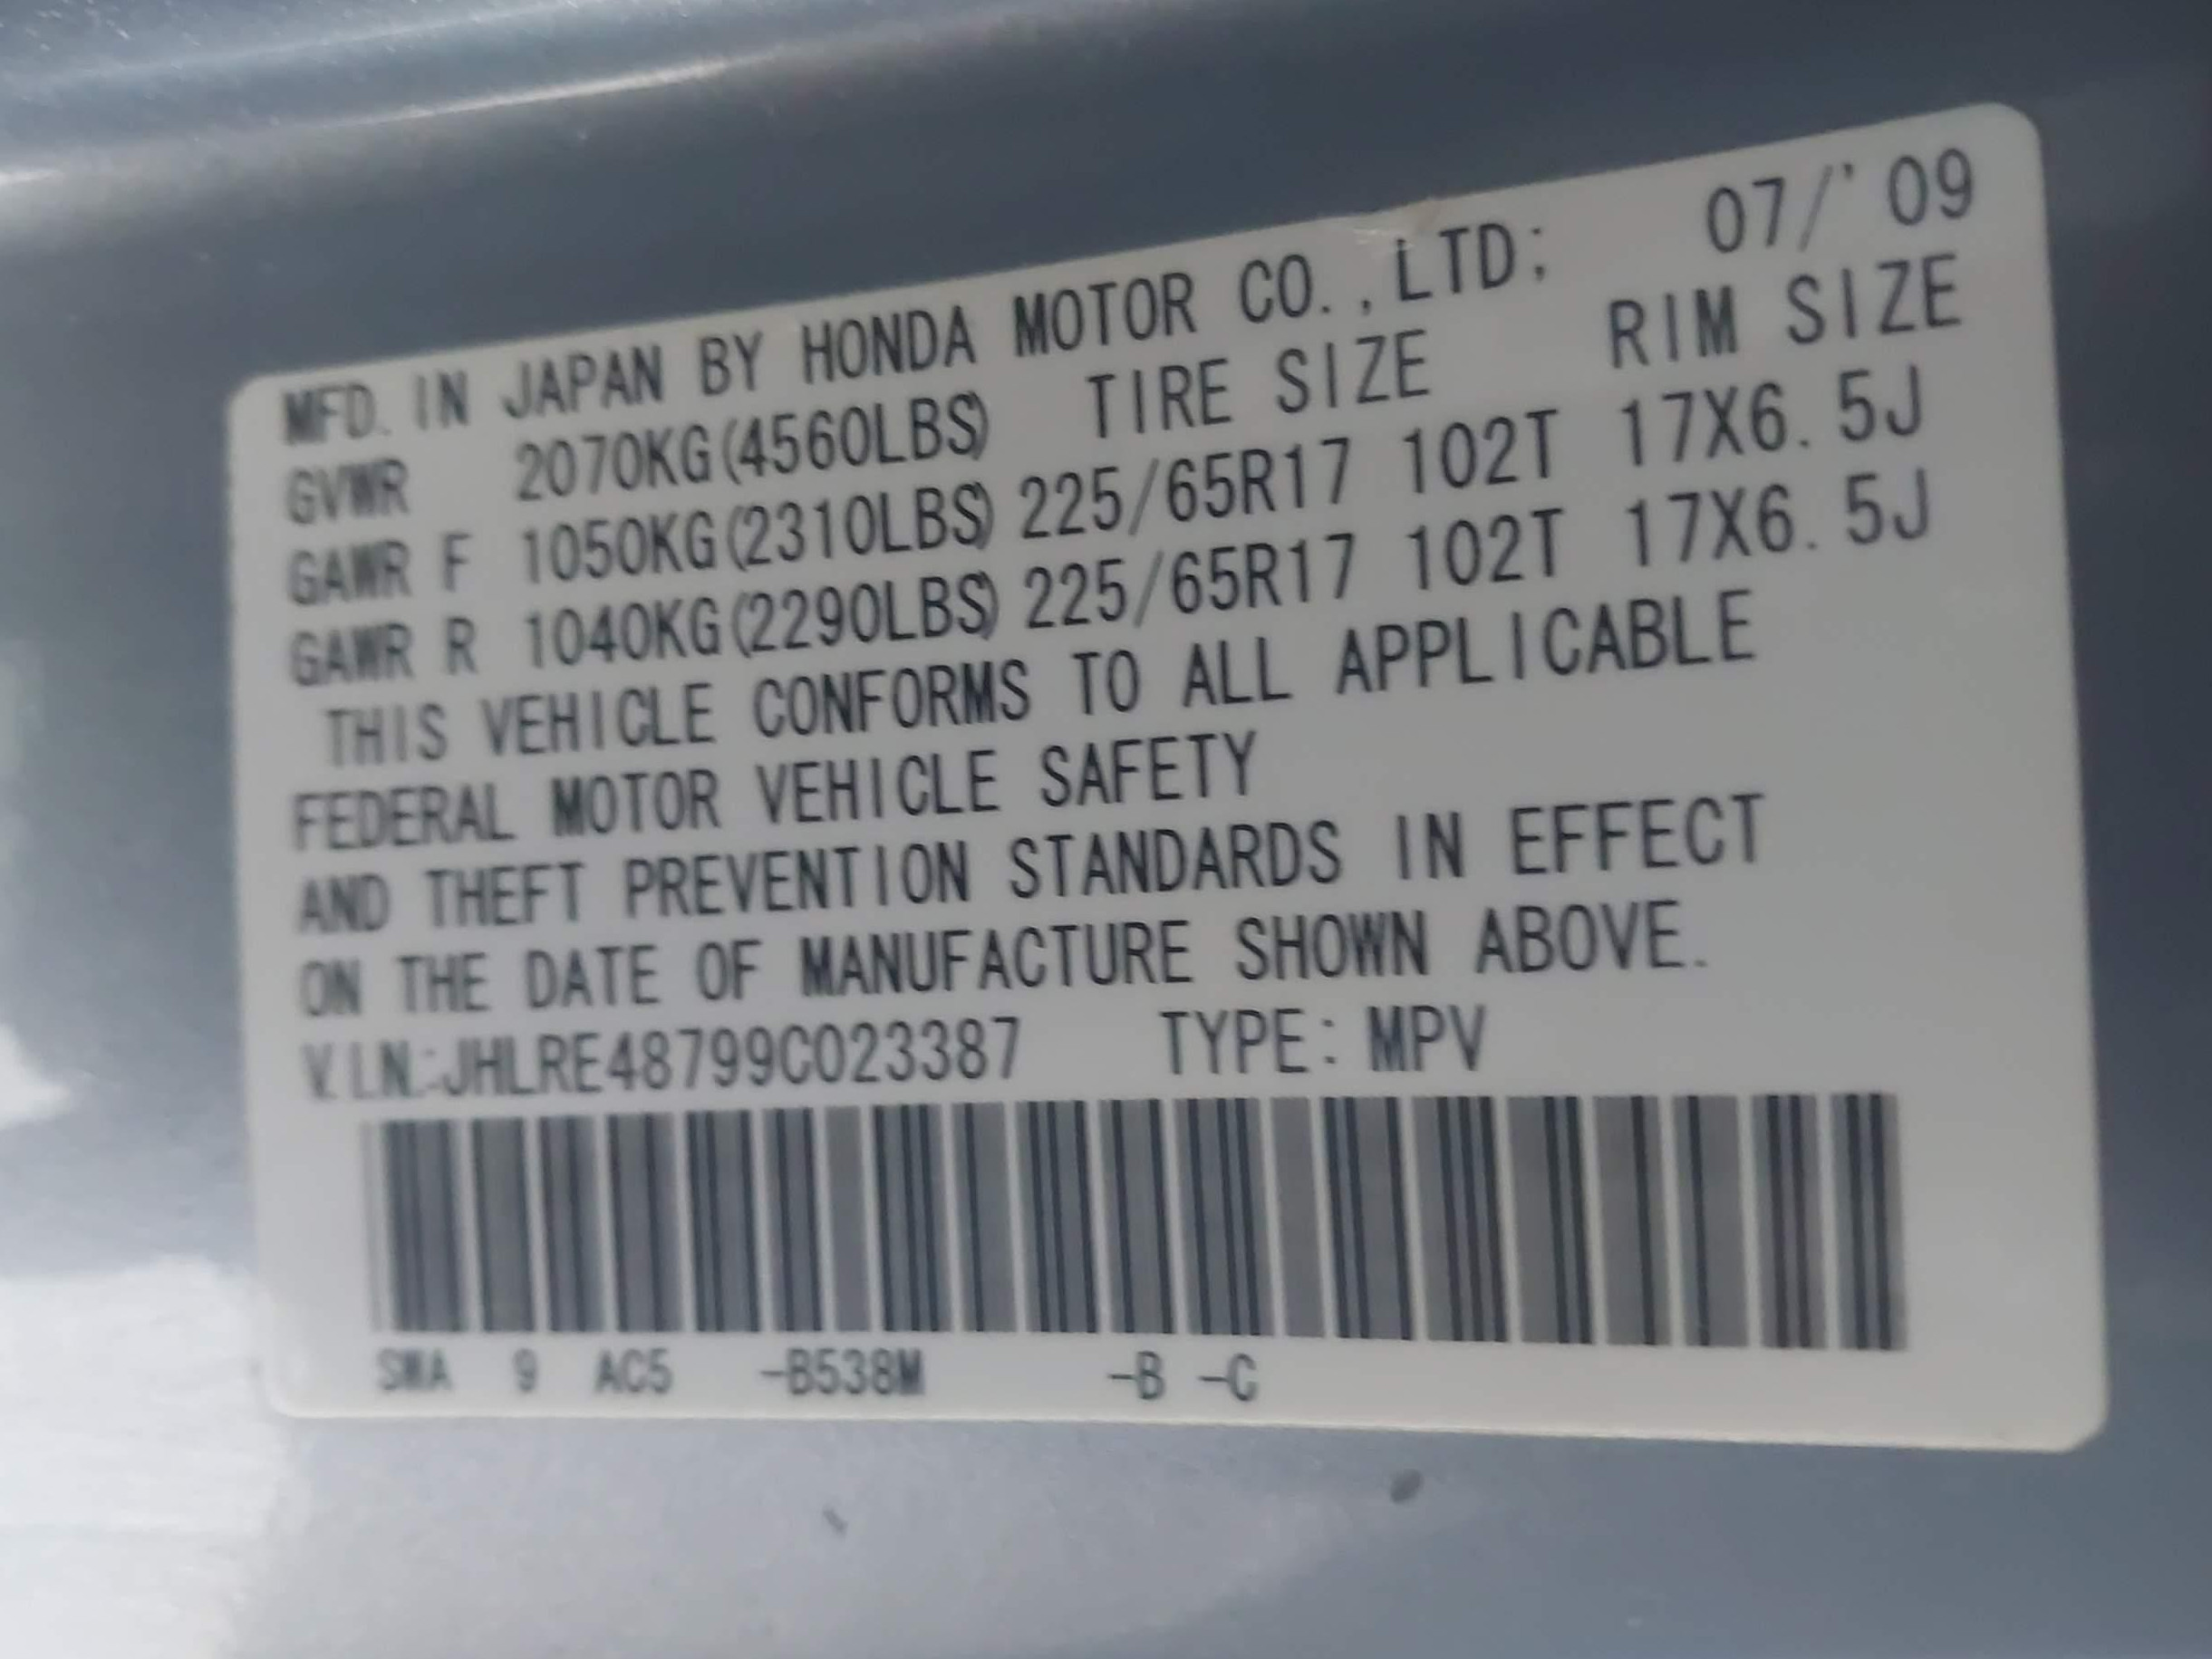 MFD. IN JAPAN BY HONDA MOTOR CO.,LTD; 07/'09
GVWR 2070KG(4560LBS) TIRE SIZE RIM SIZE
GAWR F 1050KG(2310LBS) 225/65R17 102T 17X6.5J
GAWR R 1040KG(2290LBS) 225/65R17 102T 17X6.5J
THIS VEHICLE CONFORMS TO ALL APPLICABLE
FEDERAL MOTOR VEHICLE SAFETY
AND THEFT PREVENTION STANDARDS IN EFFECT
ON THE DATE OF MANUFACTURE SHOWN ABOVE.
V.I.N.:JHLRE48799C023387 TYPE: MPV
SWA 9 AC5 -B538M -B -C